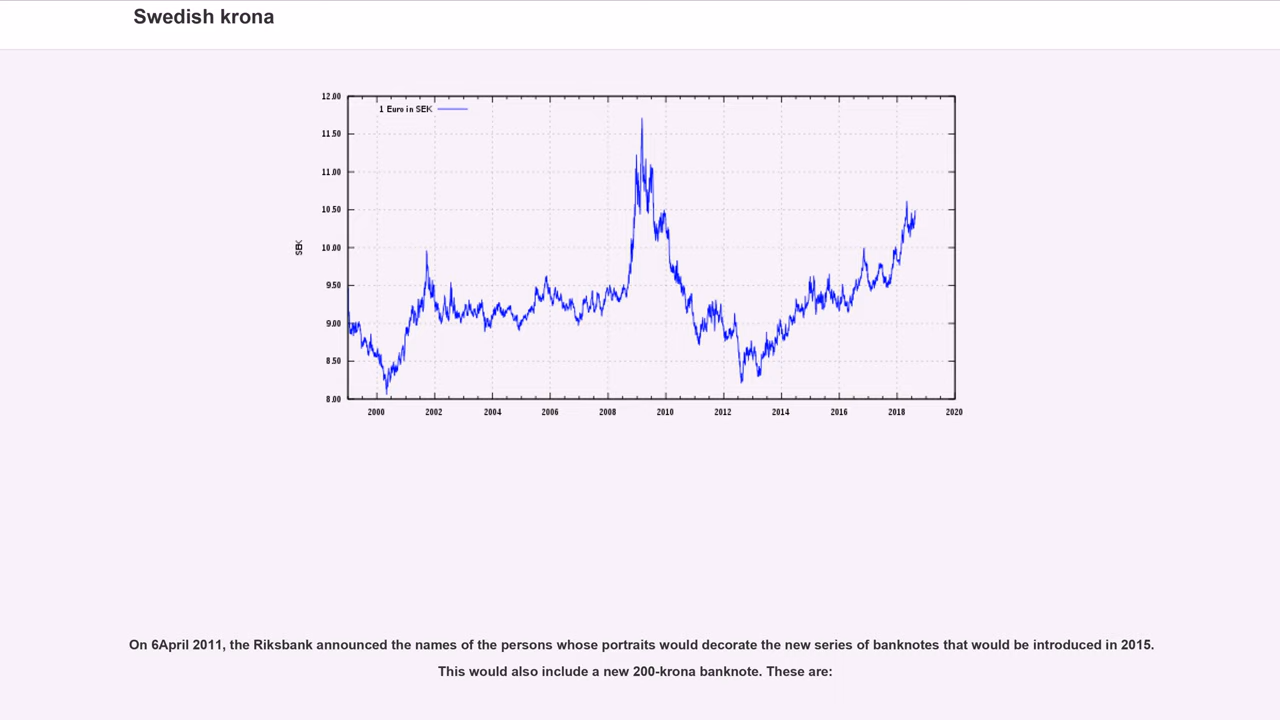 Swedish krona
12.00
1 Euro in SEK
11.50
11.00
10.50
10.00
SEK
9.50
9.00
8.50
8.00
2000 2002 2004 2006 2008 2010 2012 2014 2016 2018 2020
On 6April 2011, the Riksbank announced the names of the persons whose portraits would decorate the new series of banknotes that would be introduced in 2015.
This would also include a new 200-krona banknote. These are: